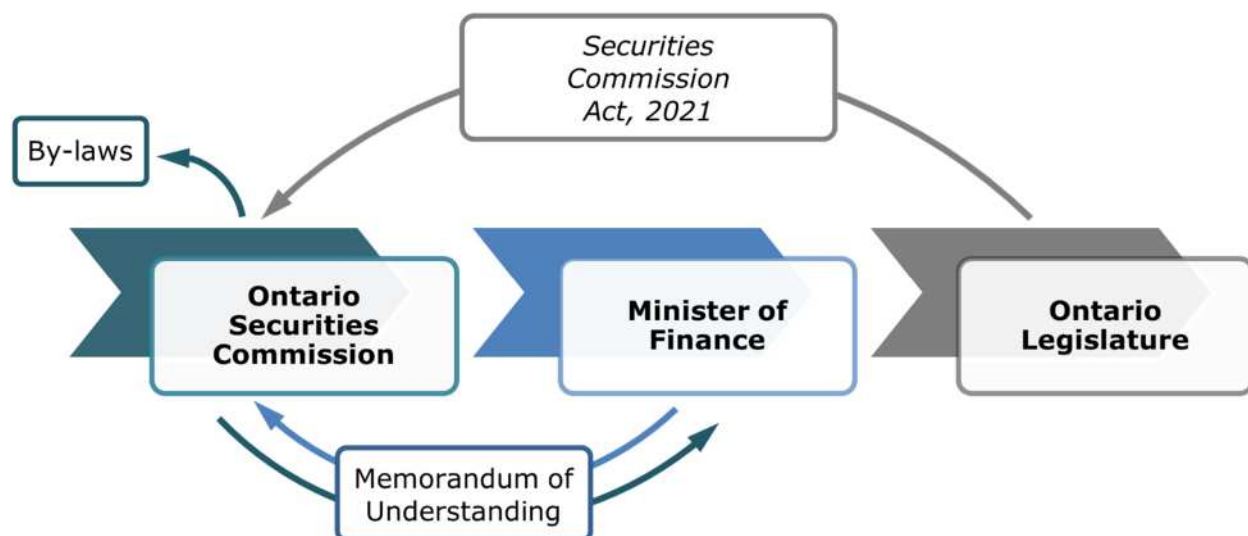 Securities
Commission
Act, 2021
By-laws
Ontario
Securities
Commission
Minister of
Finance
Ontario
Legislature
Memorandum of
Understanding